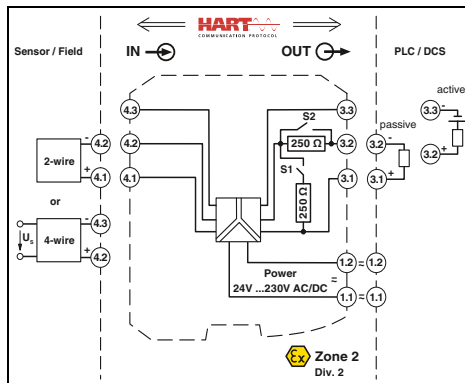 HART
COMMUNICATION PROTOCOL
Sensor / Field
IN
OUT
PLC / DCS
active
passive
4.3
3.3
3.3 -
S2
- 4.2
4.2
250 Ω
3.2
3.2 -
2-wire
3.2 +
+ 4.1
4.1
S1
3.1
3.1 +
or
250 Ω
- 4.3
Us
4-wire
+ 4.2
Power
24V ...230V AC/DC
≈
1.2 ≈ 1.2
1.1 ≈ 1.1
Ex Zone 2
Div. 2